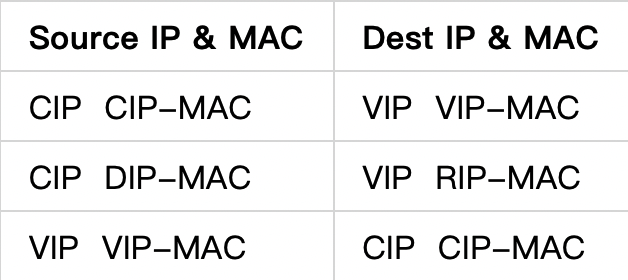 Source IP & MAC Dest IP & MAC
CIP CIP–MAC VIP VIP–MAC
CIP DIP–MAC VIP RIP–MAC
VIP VIP–MAC CIP CIP–MAC